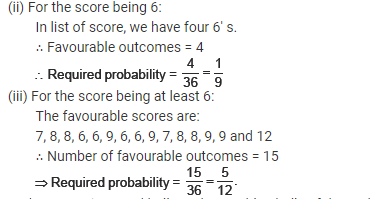 (ii) For the score being 6:
In list of score, we have four 6' s.
∴ Favourable outcomes = 4
∴ Required probability = 4/36 = 1/9
(iii) For the score being at least 6:
The favourable scores are:
7, 8, 8, 6, 6, 9, 6, 6, 9, 7, 8, 8, 9, 9 and 12
∴ Number of favourable outcomes = 15
⇒ Required probability = 15/36 = 5/12.